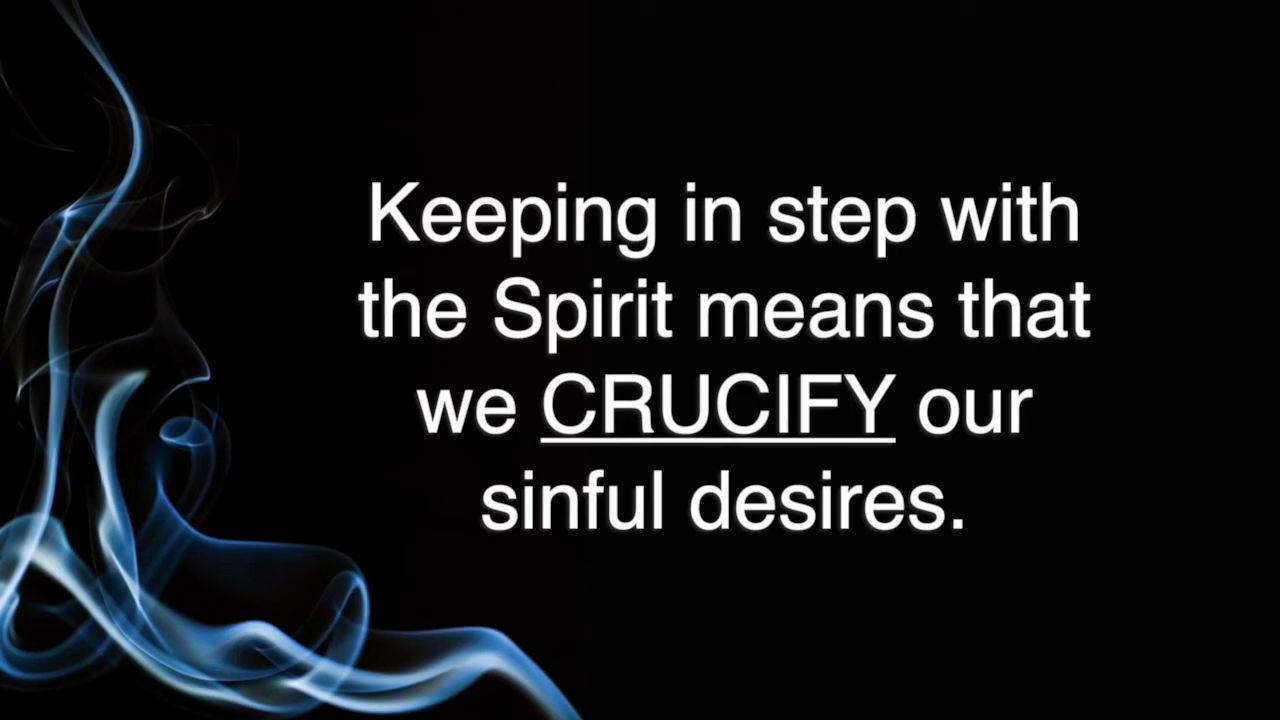 Keeping in step with
the Spirit means that
we CRUCIFY our
sinful desires.